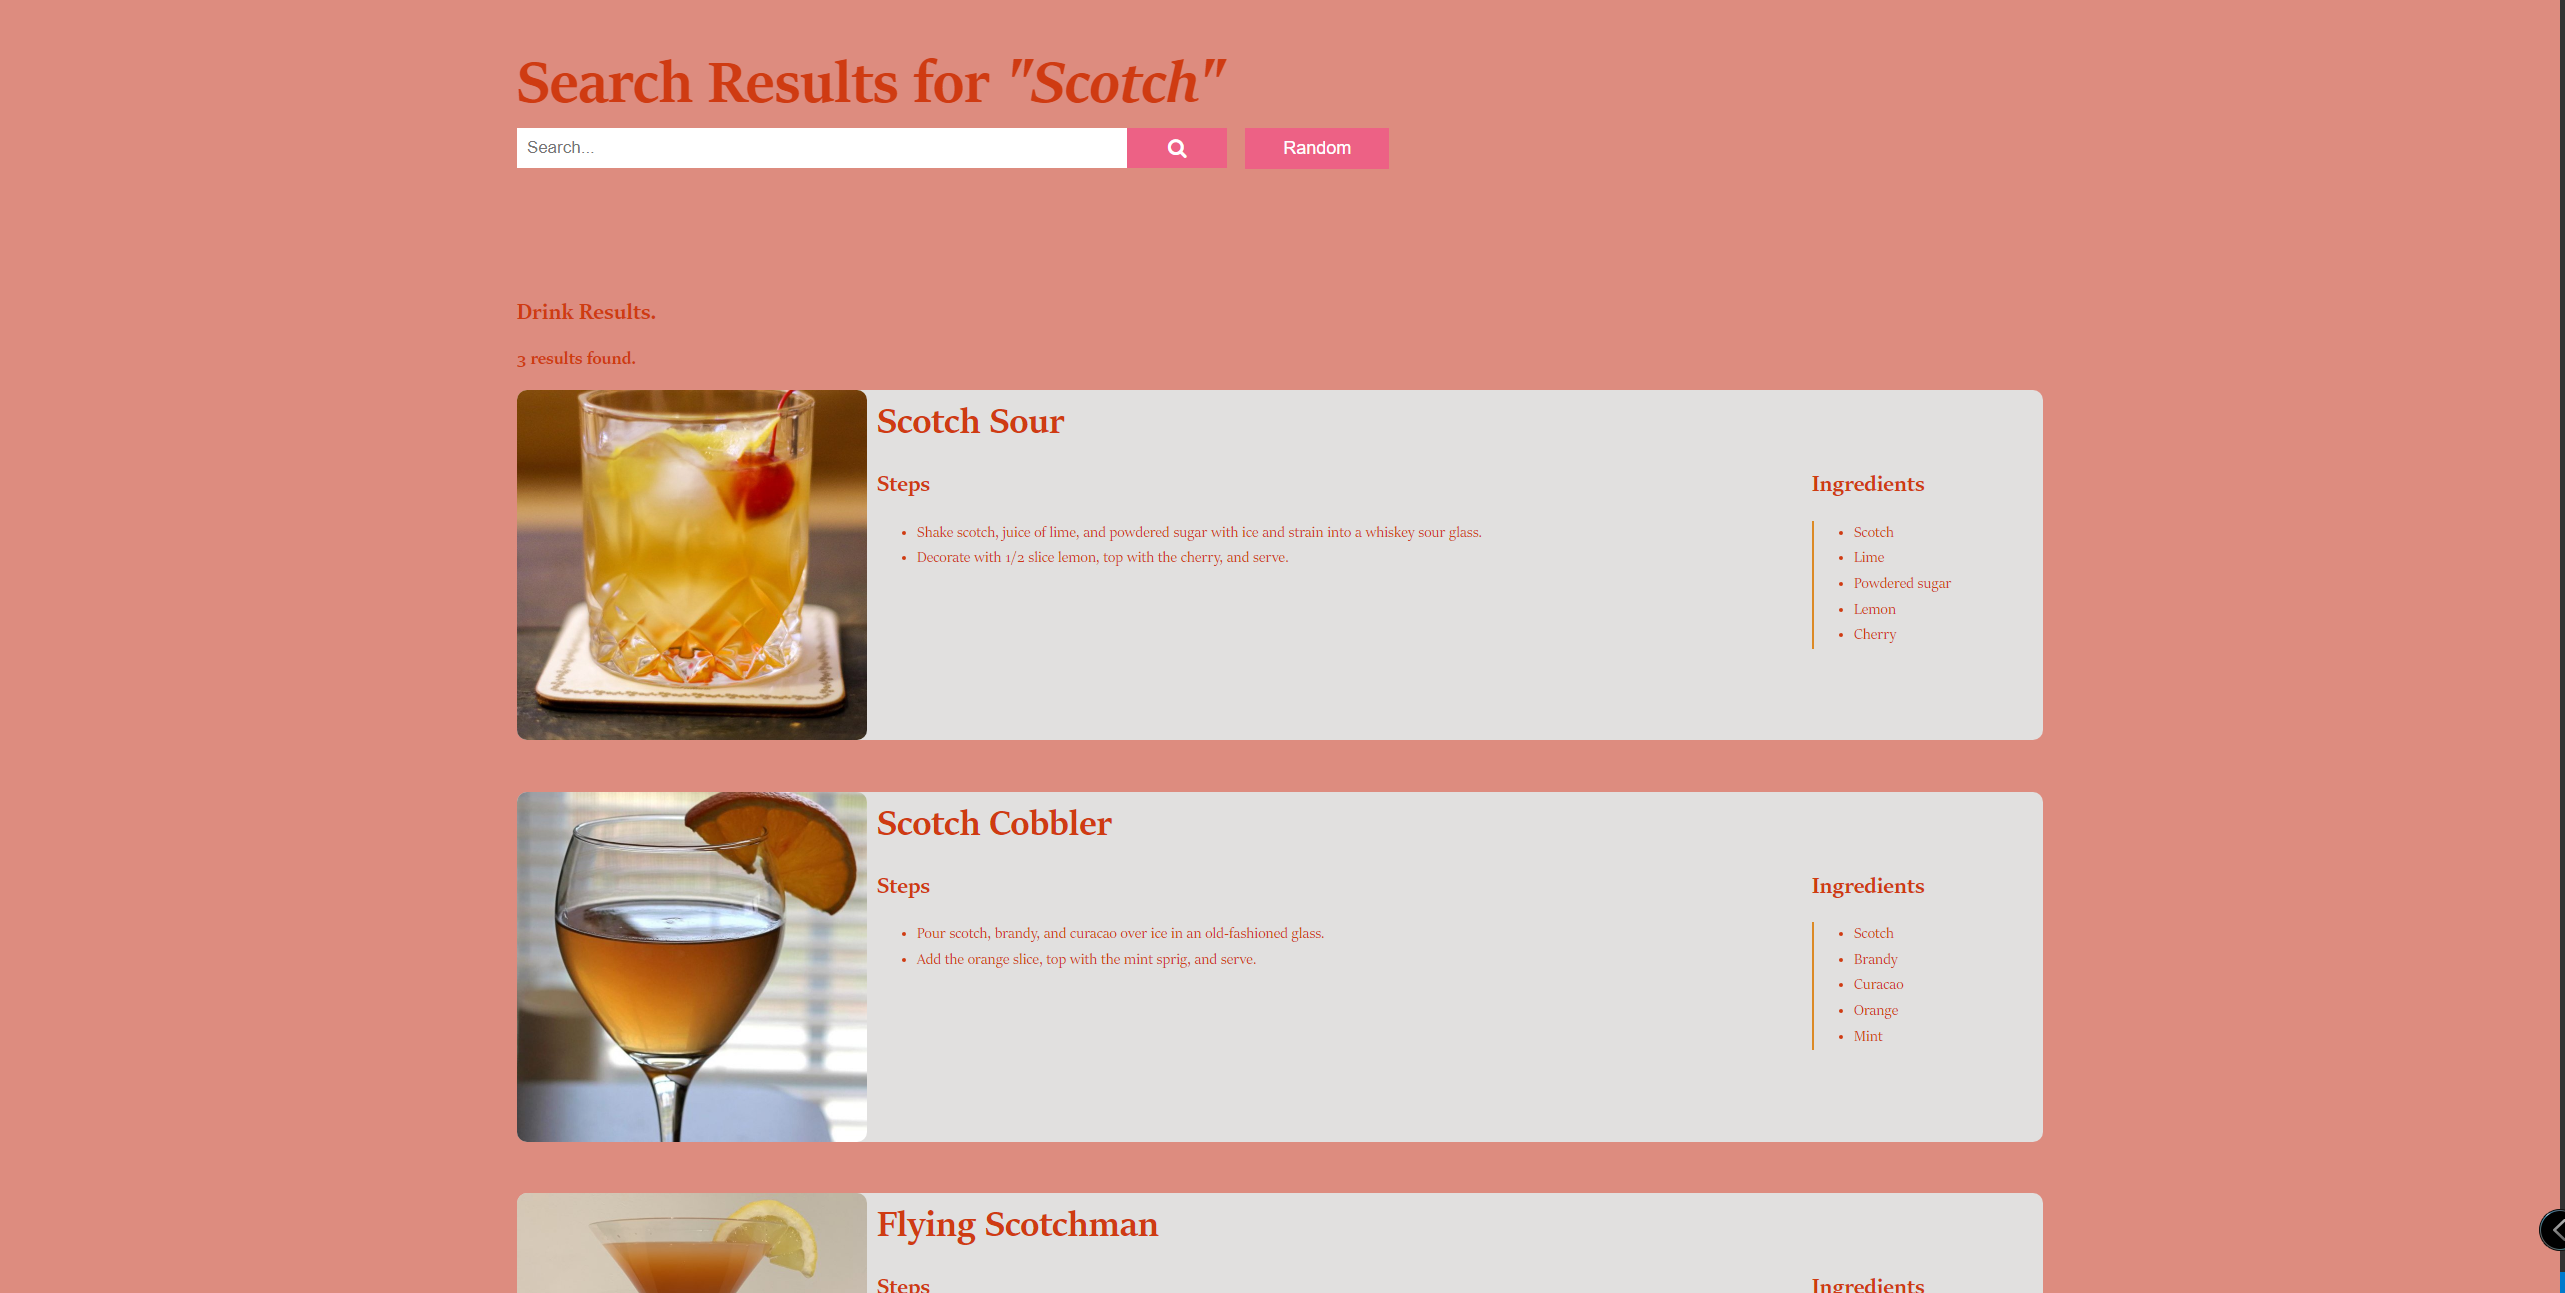 Search Results for "Scotch"
Search...
Random
Drink Results.
3 results found.
Scotch Sour
Steps
Ingredients
Shake scotch, juice of lime, and powdered sugar with ice and strain into a whiskey sour glass.
Decorate with 1/2 slice lemon, top with the cherry, and serve.
Scotch
Lime
Powdered sugar
Lemon
Cherry
Scotch Cobbler
Steps
Ingredients
Pour scotch, brandy, and curacao over ice in an old-fashioned glass.
Add the orange slice, top with the mint sprig, and serve.
Scotch
Brandy
Curacao
Orange
Mint
Flying Scotchman
Steps
Ingredients